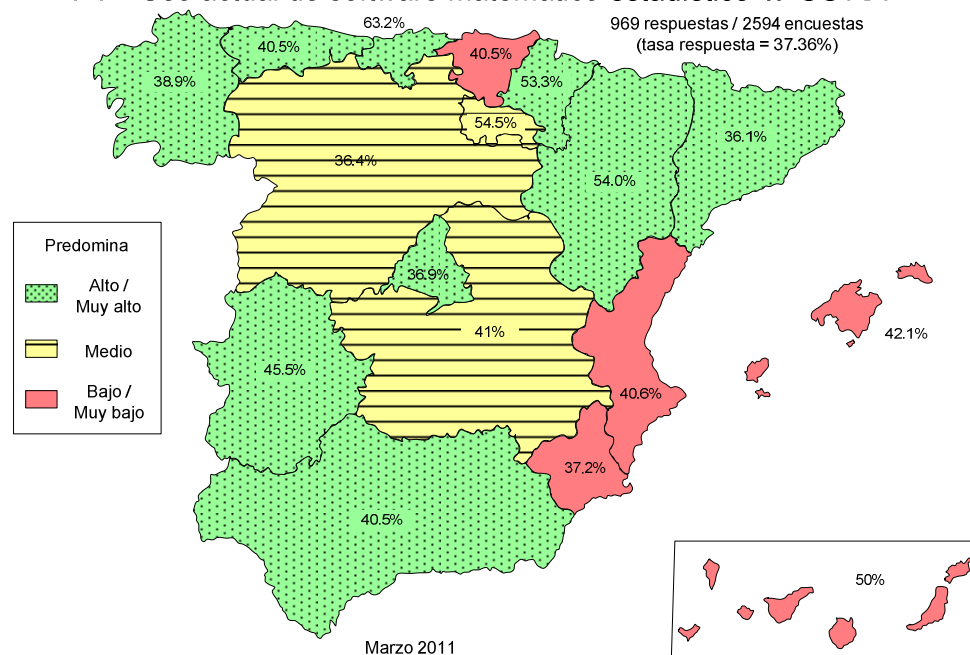 969 respuestas / 2594 encuestas
(tasa respuesta = 37.36%)
63.2%
40.5%
40.5%
38.9%
53.3%
54.5%
36.1%
36.4%
54.0%
Predomina
Alto /
Muy alto
Medio
Bajo /
Muy bajo
36.9%
41%
42.1%
45.5%
40.6%
37.2%
40.5%
50%
Marzo 2011